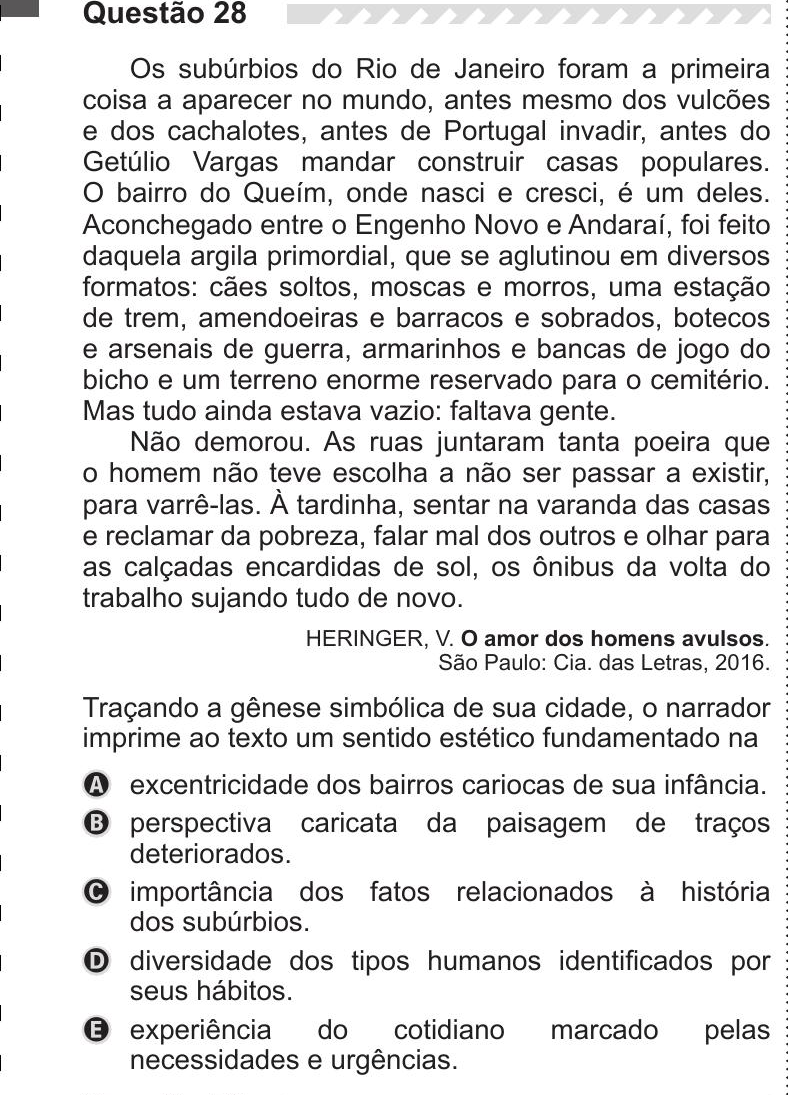 Questão 28
Os subúrbios do Rio de Janeiro foram a primeira
coisa a aparecer no mundo, antes mesmo dos vulcões
e dos cachalotes, antes de Portugal invadir, antes do
Getúlio Vargas mandar construir casas populares.
O bairro do Queím, onde nasci e cresci, é um deles.
Aconchegado entre o Engenho Novo e Andaraí, foi feito
daquela argila primordial, que se aglutinou em diversos
formatos: cães soltos, moscas e morros, uma estação
de trem, amendoeiras e barracos e sobrados, botecos
e arsenais de guerra, armarinhos e bancas de jogo do
bicho e um terreno enorme reservado para o cemitério.
Mas tudo ainda estava vazio: faltava gente.
Não demorou. As ruas juntaram tanta poeira que
o homem não teve escolha a não ser passar a existir,
para varrê-las. À tardinha, sentar na varanda das casas
e reclamar da pobreza, falar mal dos outros e olhar para
as calçadas encardidas de sol, os ônibus da volta do
trabalho sujando tudo de novo.
HERINGER, V. O amor dos homens avulsos.
São Paulo: Cia. das Letras, 2016.
Traçando a gênese simbólica de sua cidade, o narrador
imprime ao texto um sentido estético fundamentado na
A excentricidade dos bairros cariocas de sua infância.
B perspectiva caricata da paisagem de traços
deteriorados.
C importância dos fatos relacionados à história
dos subúrbios.
D diversidade dos tipos humanos identificados por
seus hábitos.
E experiência do cotidiano marcado pelas
necessidades e urgências.